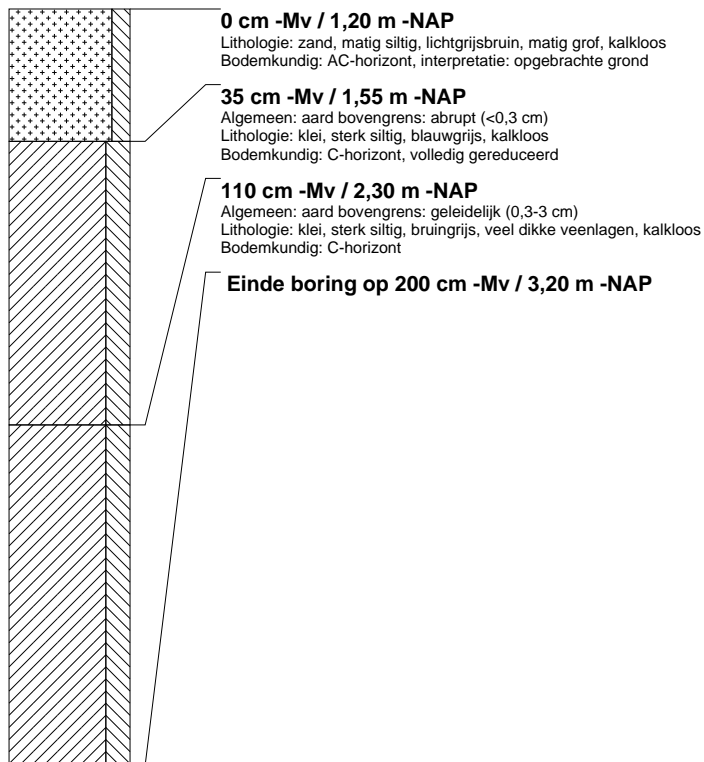 0 cm -Mv / 1,20 m -NAP
Lithologie: zand, matig siltig, lichtgrijsbruin, matig grof, kalkloos
Bodemkundig: AC-horizont, interpretatie: opgebrachte grond
35 cm -Mv / 1,55 m -NAP
Algemeen: aard bovengrens: abrupt (<0,3 cm)
Lithologie: klei, sterk siltig, blauwgrijs, kalkloos
Bodemkundig: C-horizont, volledig gereduceerd
110 cm -Mv / 2,30 m -NAP
Algemeen: aard bovengrens: geleidelijk (0,3-3 cm)
Lithologie: klei, sterk siltig, bruingrijs, veel dikke veenlagen, kalkloos
Bodemkundig: C-horizont
Einde boring op 200 cm -Mv / 3,20 m -NAP